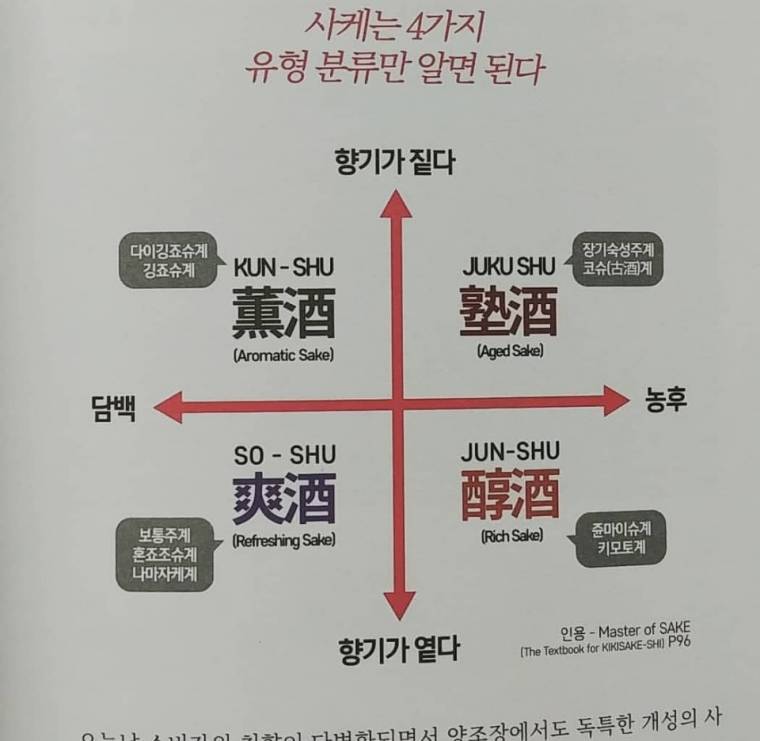 사케는 4가지
유형 분류만 알면 된다
향기가 짙다
다이깅죠슈계
깅죠슈계
KUN - SHU
薫酒
(Aromatic Sake)
JUKU SHU
塾酒
(Aged Sake)
장기숙성주계
코슈(古酒)계
담백
농후
SO - SHU
爽酒
(Refreshing Sake)
보통주계
혼죠조슈계
나마자케계
JUN-SHU
醇酒
(Rich Sake)
쥰마이슈계
키모토계
향기가 옅다
인용 - Master of SAKE
(The Textbook for KIKISAKE-SHI) P96
다변화되면서 양조장에서도 독특한 개성의 사